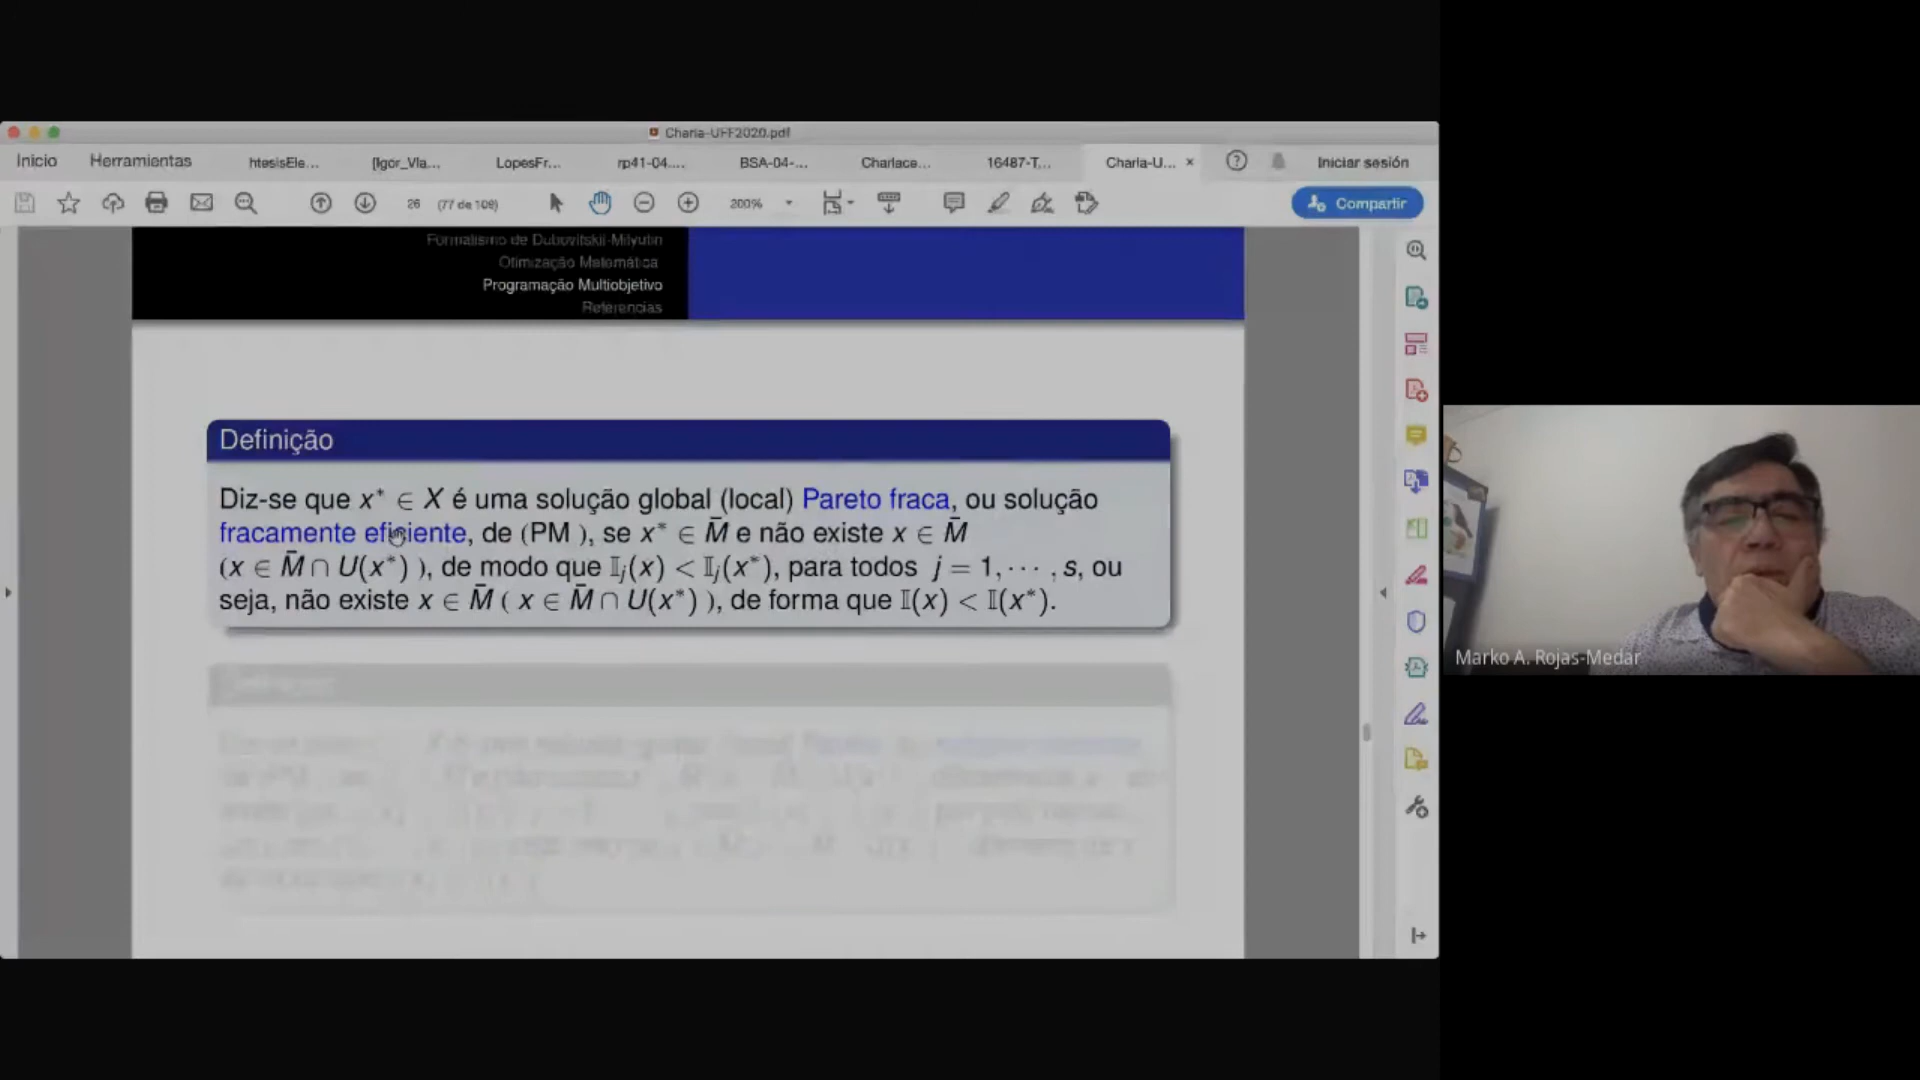 Charla-UFF2020.pdf
Inicio Herramientas htesisEle... [Igor_Vla... LopesFr... rp41-04.... BSA-04-... Charlace... 16487-T... Charla-U... × Iniciar sesión
26 (77 de 109) 200% Compartir
Formalismo de Dubovitskii-Milyutin
Otimização Matemática
Programação Multiobjetivo
Referencias
Definição
Diz-se que x* ∈ X é uma solução global (local) Pareto fraca, ou solução
fracamente eficiente, de (PM ), se x* ∈ M̄ e não existe x ∈ M̄
(x ∈ M̄ ∩ U(x*) ), de modo que 𝕀ⱼ(x) < 𝕀ⱼ(x*), para todos j = 1, ⋯ , s, ou
seja, não existe x ∈ M̄ ( x ∈ M̄ ∩ U(x*) ), de forma que 𝕀(x) < 𝕀(x*).
Marko A. Rojas-Medar